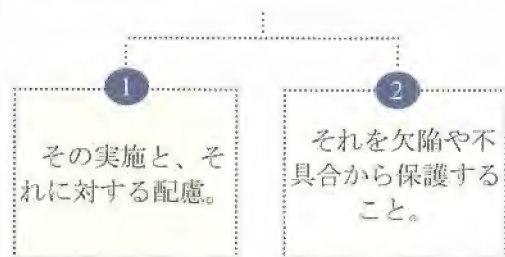 1
その実施と、そ
れに対する配慮。
2
それを欠陥や不
具合から保護する
こと。